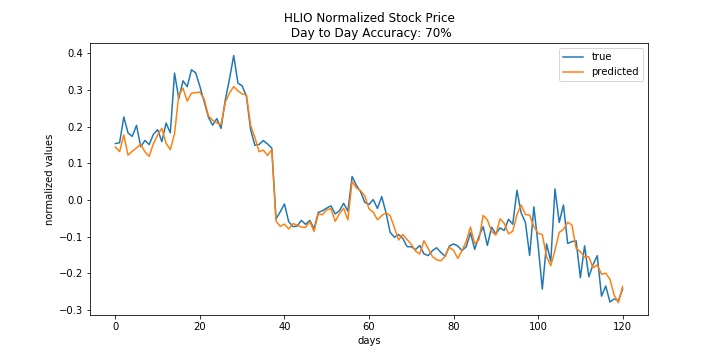 HLIO Normalized Stock Price
Day to Day Accuracy: 70%
true
predicted
normalized values
0.4
0.3
0.2
0.1
0.0
−0.1
−0.2
−0.3
0 20 40 60 80 100 120
days